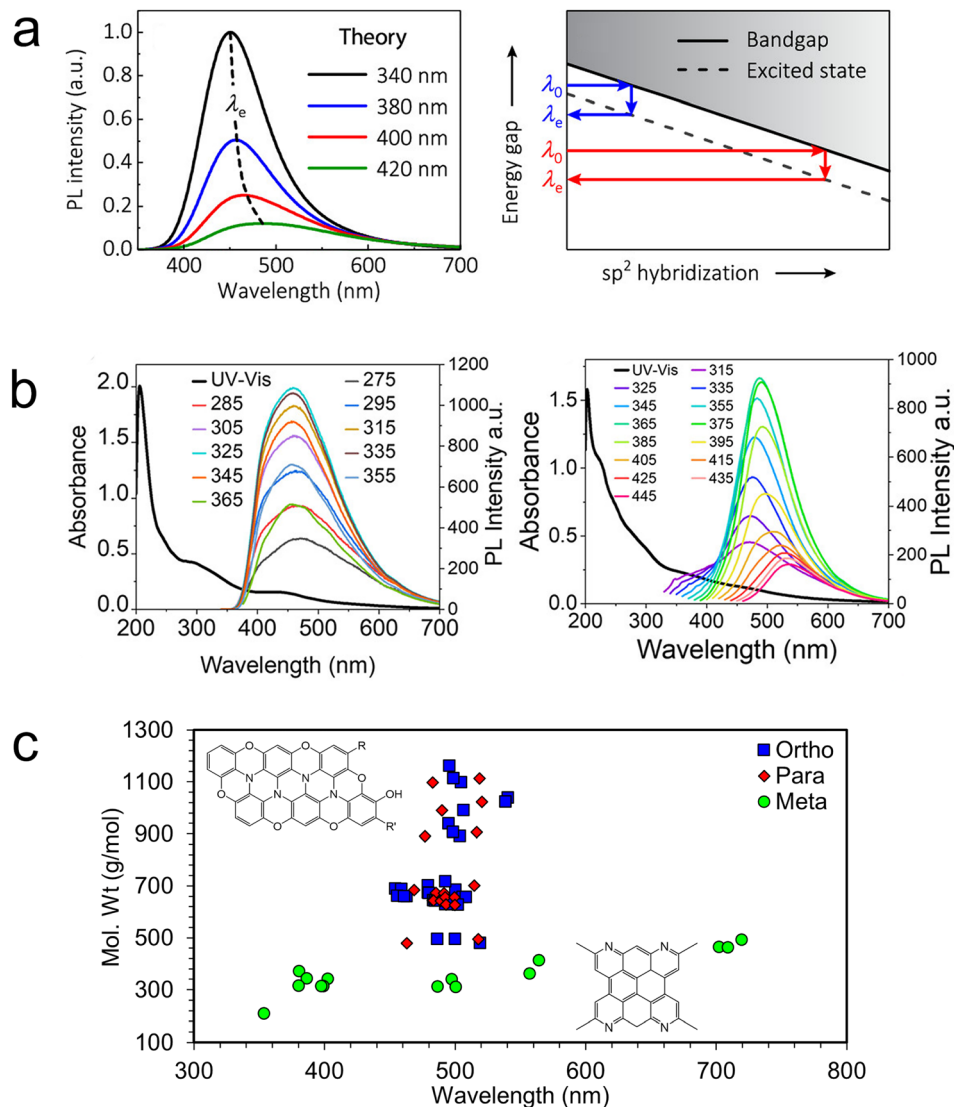 a
PL intensity (a.u.)
1.0
0.8
0.6
0.4
0.2
0.0
400 500 600 700
Wavelength (nm)
Theory
340 nm
380 nm
400 nm
420 nm
λe
Energy gap
Bandgap
Excited state
λ0
λe
λ0
λe
sp2 hybridization
b
Absorbance
2.0
1.5
1.0
0.5
0.0
UV-Vis 275
285 295
305 315
325 335
345 355
365
1200
1000
800
600
400
200
0
PL Intensity a.u.
200 300 400 500 600 700
Wavelength (nm)
Absorbance
1.5
1.0
0.5
0.0
UV-Vis 315
325 335
345 355
365 375
385 395
405 415
425 435
445
1000
800
600
400
200
0
PL Intensity a.u.
200 300 400 500 600 700
Wavelength (nm)
c
Mol. Wt (g/mol)
1300
1100
900
700
500
300
100
O O R
N N O
O N N OH
O O R'
Ortho
Para
Meta
N N
N N
300 400 500 600 700 800
Wavelength (nm)